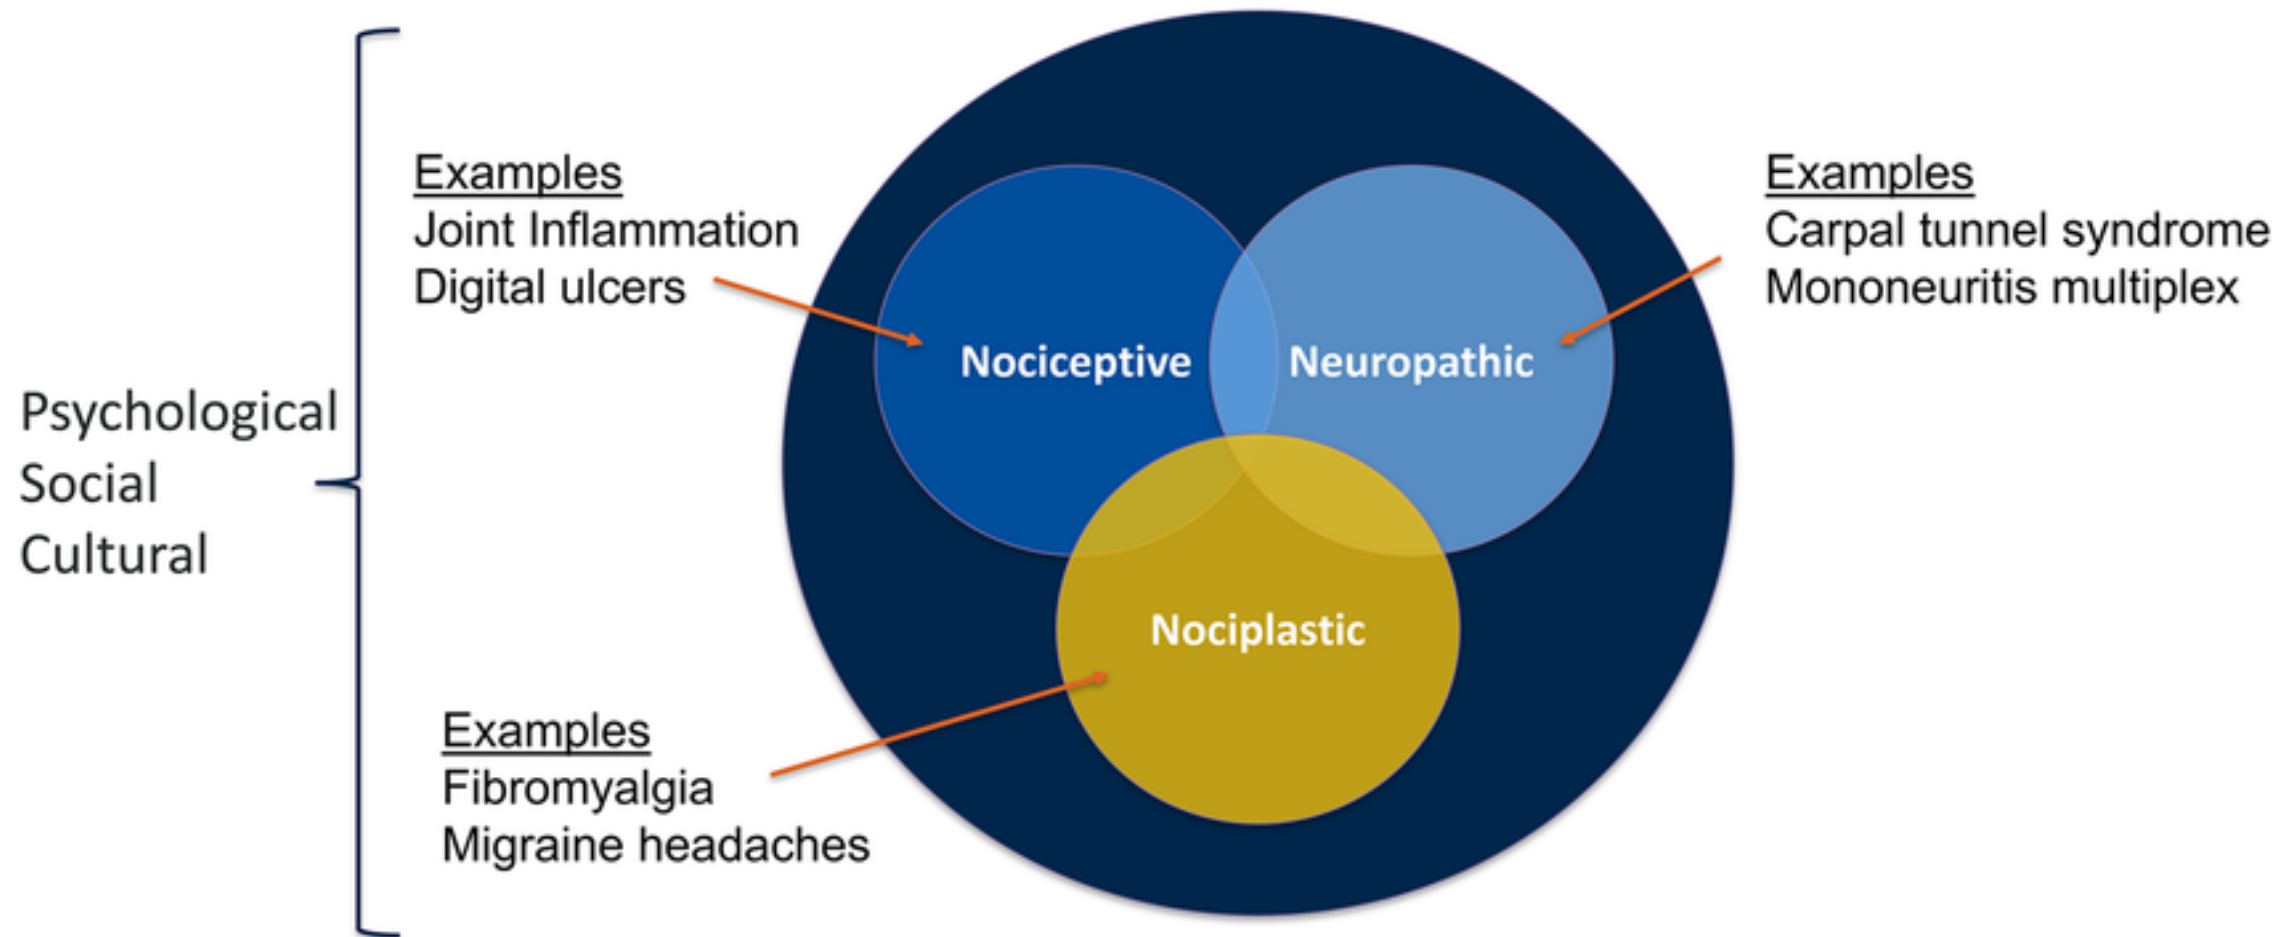 Psychological
Social
Cultural
Examples
Joint Inflammation
Digital ulcers
Nociceptive
Neuropathic
Examples
Carpal tunnel syndrome
Mononeuritis multiplex
Nociplastic
Examples
Fibromyalgia
Migraine headaches